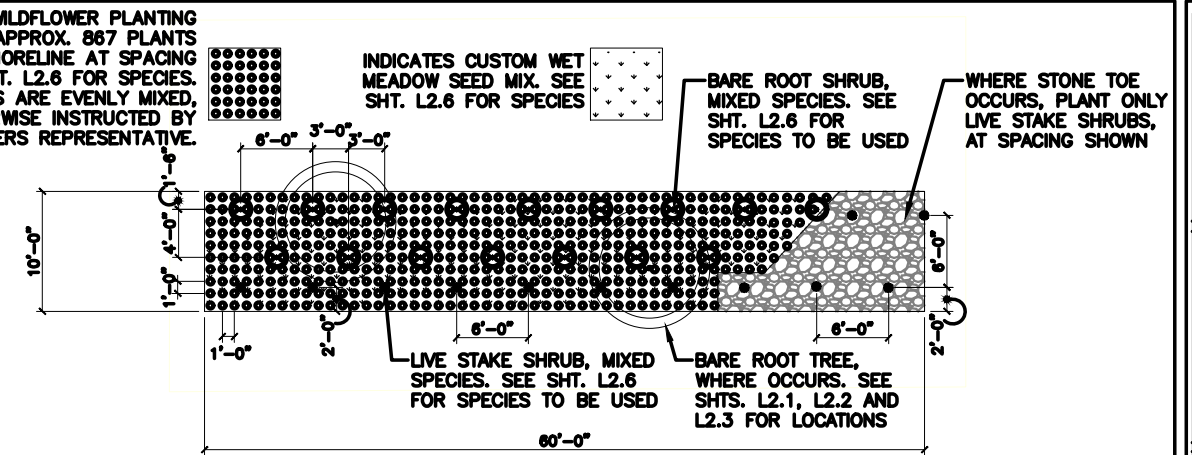 WILDFLOWER PLANTING
APPROX. 867 PLANTS
SHORELINE AT SPACING
L2.6 FOR SPECIES.
ARE EVENLY MIXED,
INSTRUCTED BY
REPRESENTATIVE.
INDICATES CUSTOM WET
MEADOW SEED MIX. SEE
SHT. L2.6 FOR SPECIES
BARE ROOT SHRUB,
MIXED SPECIES. SEE
SHT. L2.6 FOR
SPECIES TO BE USED
WHERE STONE TOE
OCCURS, PLANT ONLY
LIVE STAKE SHRUBS,
AT SPACING SHOWN
6'-0"
3'-0"
3'-0"
1'-6"
4'-0"
1'-0"
10'-0"
6'-0"
2'-0"
1'-0"
2'-0"
6'-0"
6'-0"
LIVE STAKE SHRUB, MIXED
SPECIES. SEE SHT. L2.6
FOR SPECIES TO BE USED
BARE ROOT TREE,
WHERE OCCURS. SEE
SHTS. L2.1, L2.2 AND
L2.3 FOR LOCATIONS
60'-0"